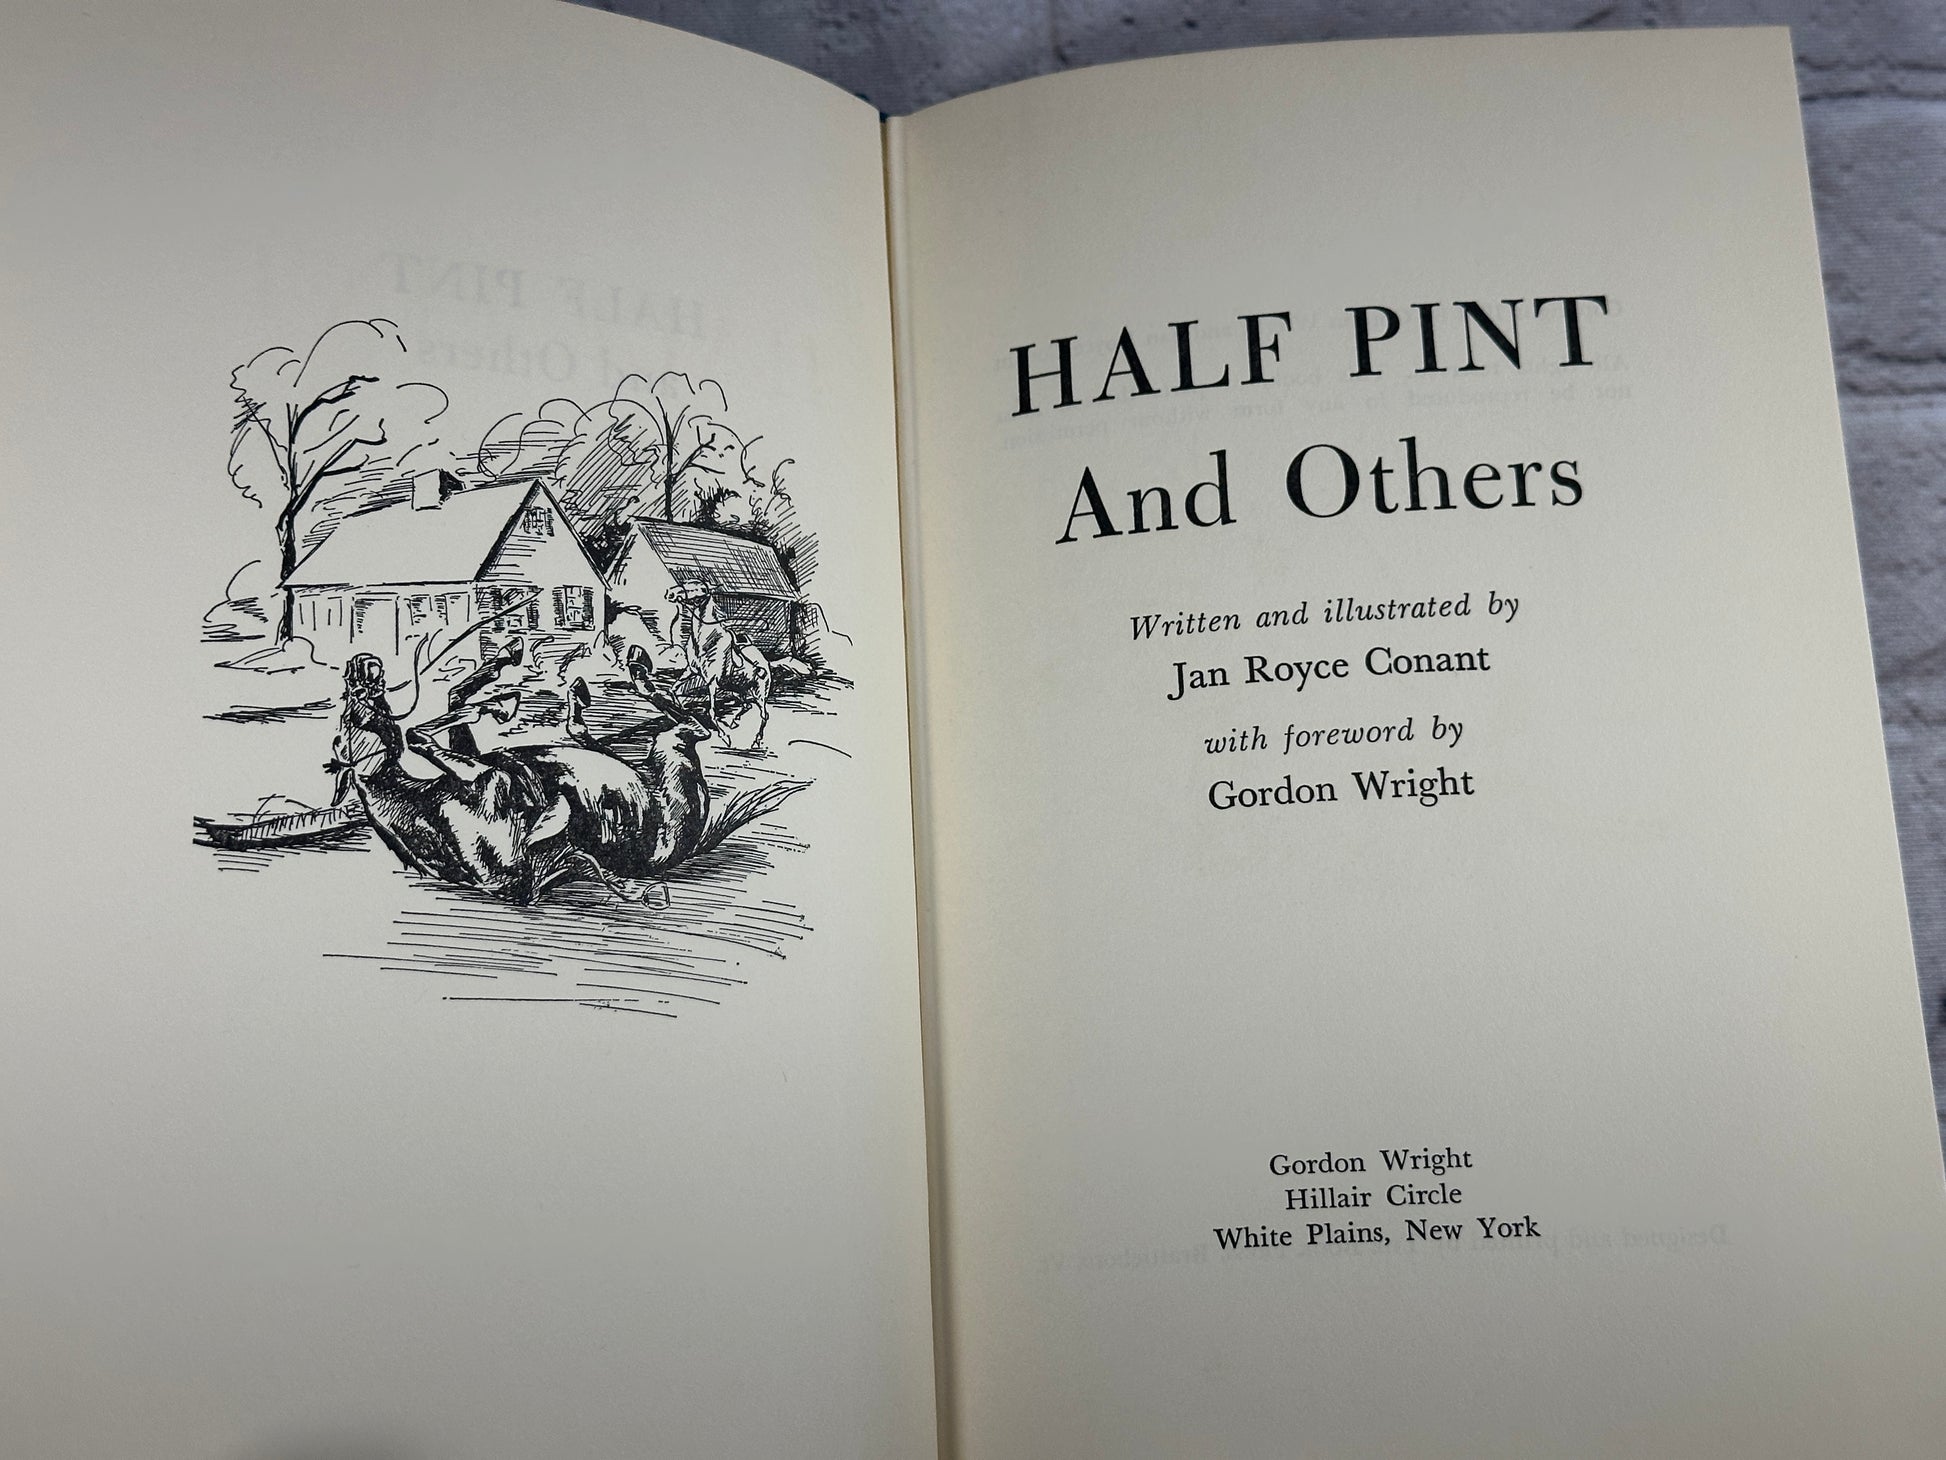 HALF PINT
And Others
Written and illustrated by
Jan Royce Conant
with foreword by
Gordon Wright
Gordon Wright
Hillair Circle
White Plains, New York